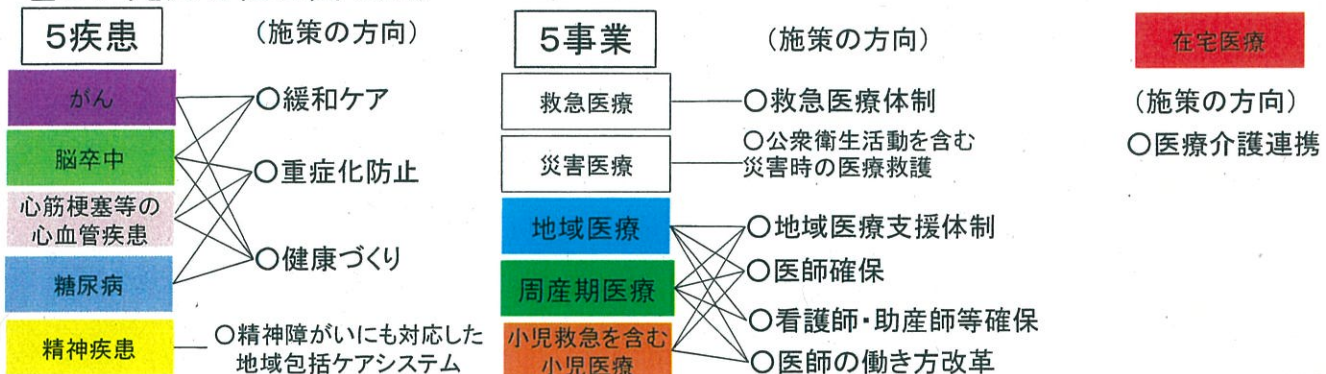 5疾患
(施策の方向)
がん
脳卒中
心筋梗塞等の
心血管疾患
糖尿病
精神疾患
○緩和ケア
○重症化防止
○健康づくり
○精神障がいにも対応した
地域包括ケアシステム
5事業
(施策の方向)
救急医療
災害医療
地域医療
周産期医療
小児救急を含む
小児医療
○救急医療体制
○公衆衛生活動を含む
災害時の医療救護
○地域医療支援体制
○医師確保
○看護師・助産師等確保
○医師の働き方改革
在宅医療
(施策の方向)
○医療介護連携